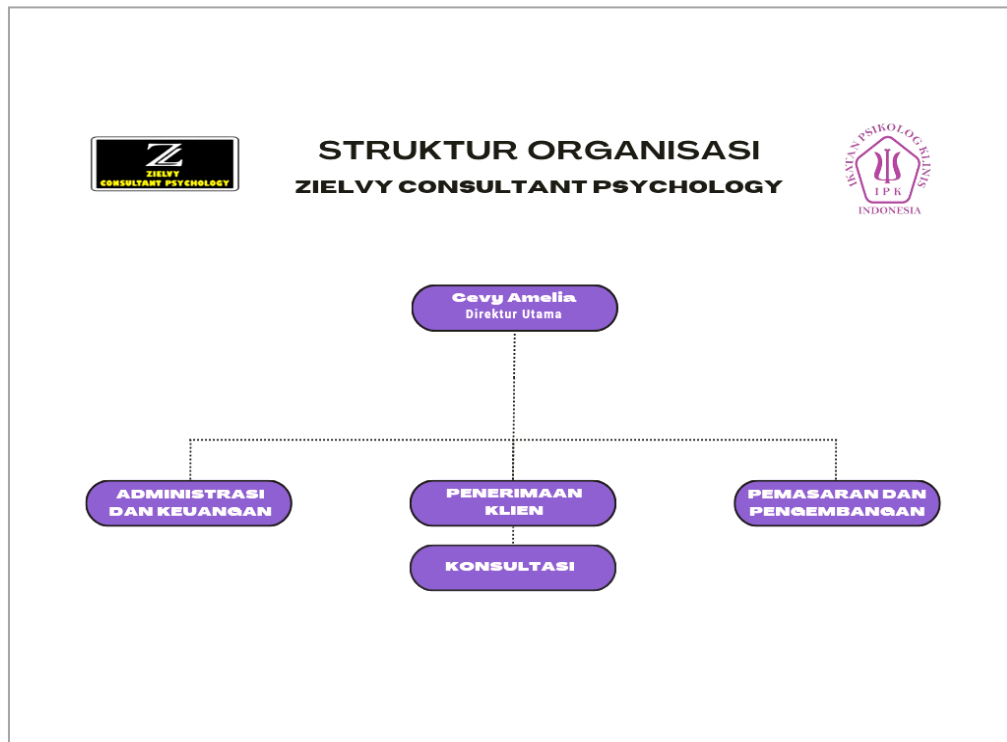 Z
ZIELVY
CONSULTANT PSYCHOLOGY
STRUKTUR ORGANISASI
ZIELVY CONSULTANT PSYCHOLOGY
IKATAN PSIKOLOG KLINIS
IPK
INDONESIA
Cevy Amelia
Direktur Utama
ADMINISTRASI
DAN KEUANGAN
PENERIMAAN
KLIEN
PEMASARAN DAN
PENGEMBANGAN
KONSULTASI